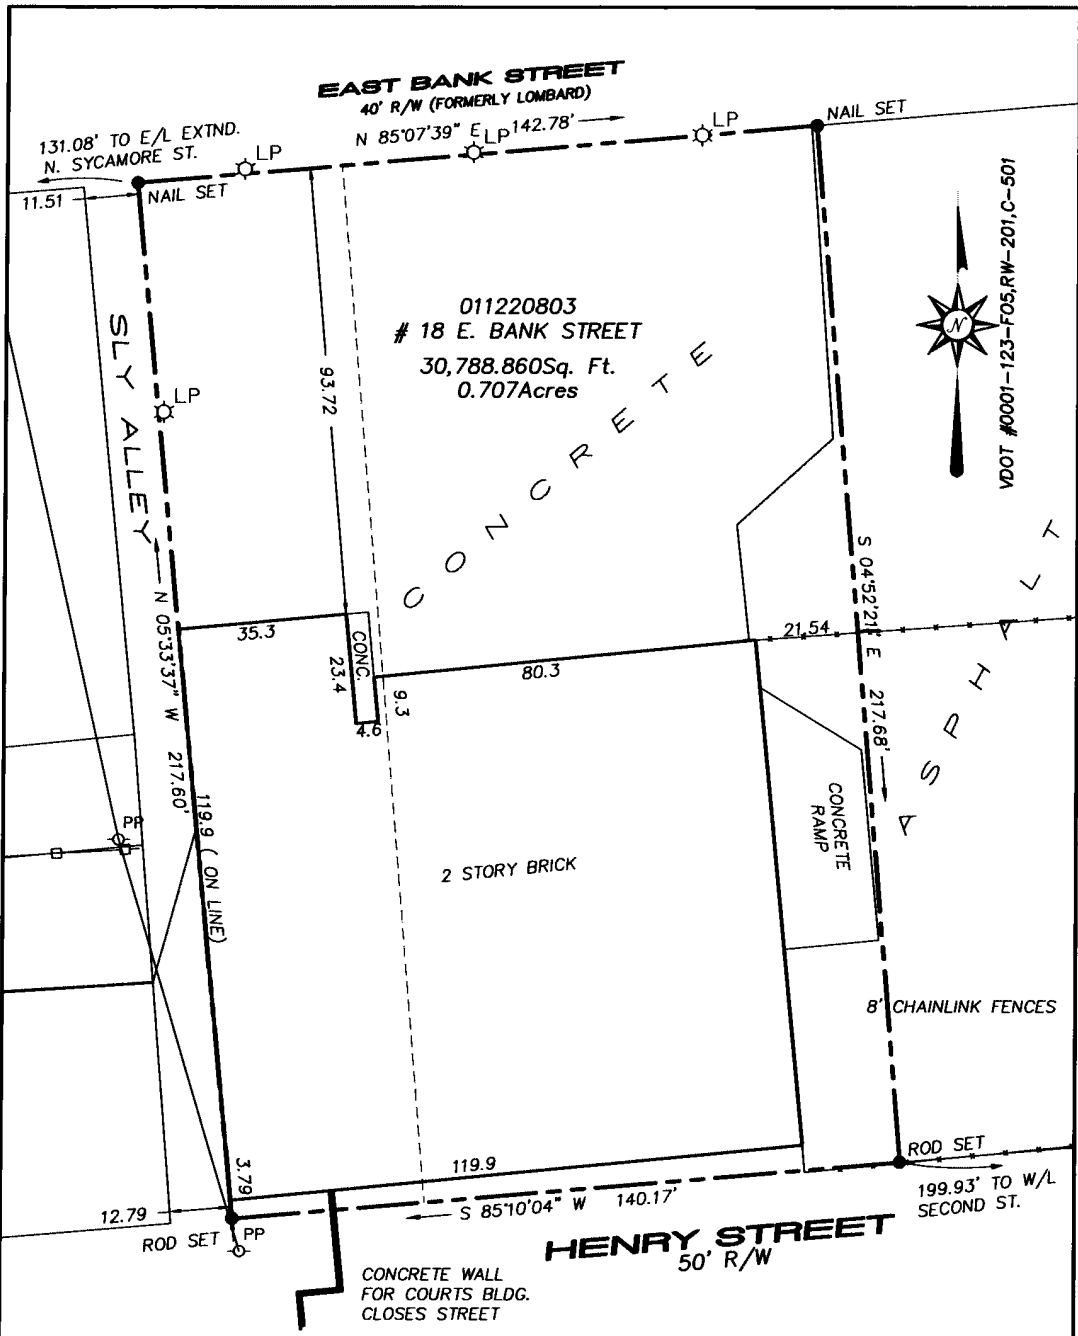 EAST BANK STREET
40' R/W (FORMERLY LOMBARD)
N 85°07'39" E 142.78'
131.08' TO E/L EXTND.
N. SYCAMORE ST.
LP
LP
LP
NAIL SET
11.51
NAIL SET
VDOT #0001-123-F05,RW-201,C-501
N
011220803
# 18 E. BANK STREET
30,788.860Sq. Ft.
0.707Acres
93.72
SLY ALLEY
LP
CONCRETE
N 05°33'37" W 217.60'
S 04°52'21" E 217.68'
ASPHALT
35.3
CONC.
23.4
9.3
4.6
80.3
21.54
PP
119.9 ( ON LINE)
2 STORY BRICK
CONCRETE
RAMP
8' CHAINLINK FENCES
3.79
119.9
ROD SET
199.93' TO W/L
SECOND ST.
12.79
ROD SET
PP
S 85°10'04" W 140.17'
HENRY STREET
50' R/W
CONCRETE WALL
FOR COURTS BLDG.
CLOSES STREET